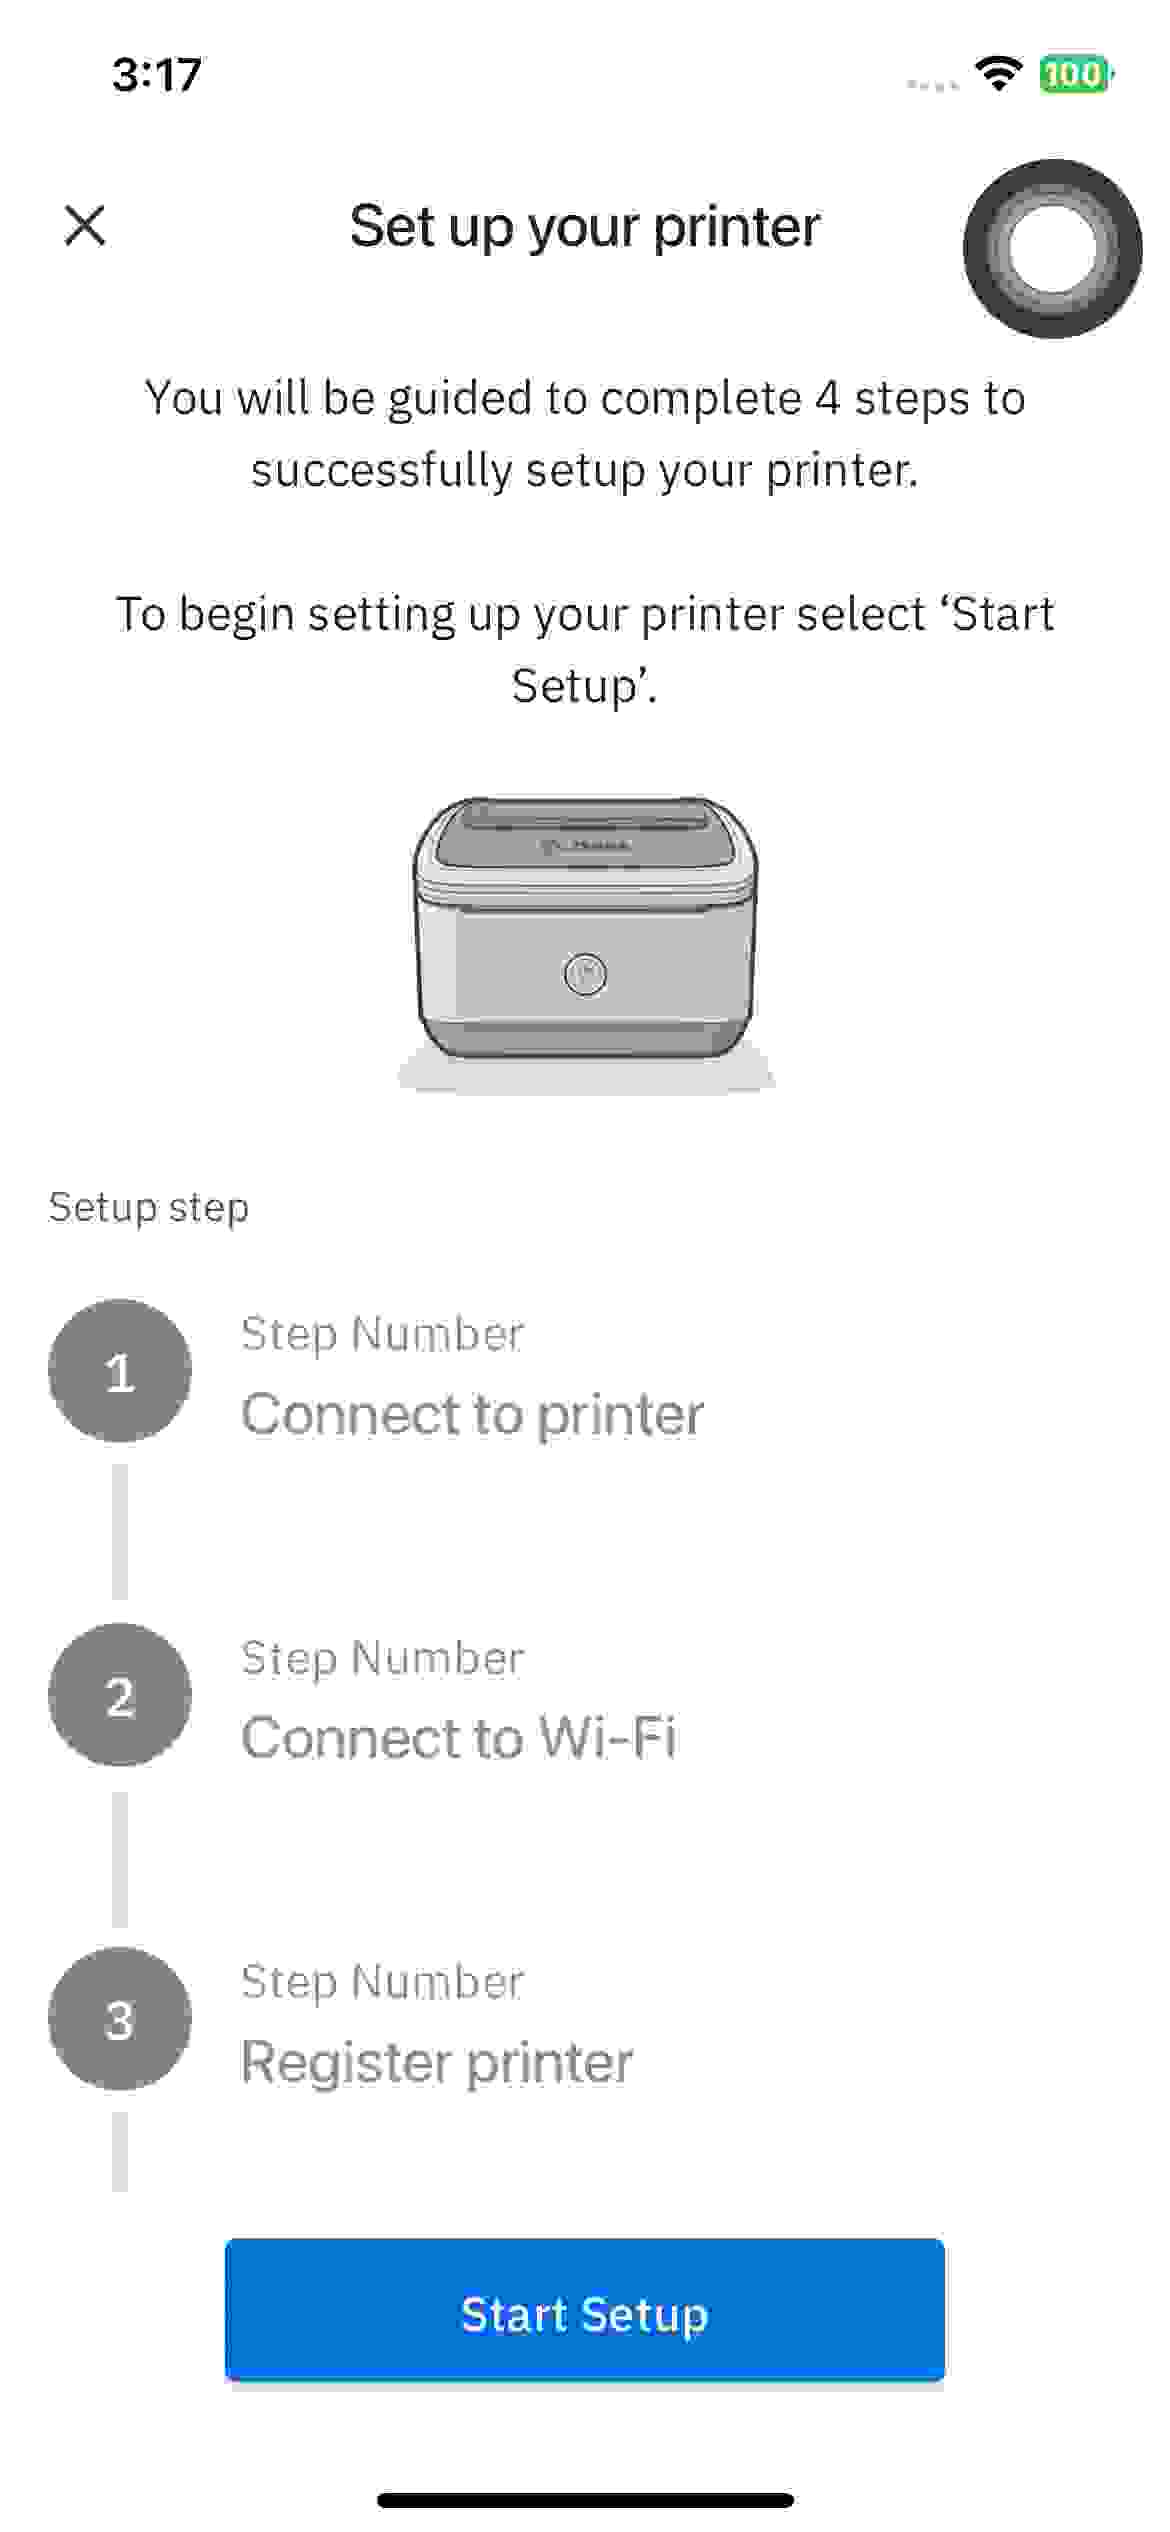 3:17
100
Set up your printer
You will be guided to complete 4 steps to
successfully setup your printer.
To begin setting up your printer select ‘Start
Setup’.
Setup step
1
Step Number
Connect to printer
2
Step Number
Connect to Wi-Fi
3
Step Number
Register printer
Start Setup